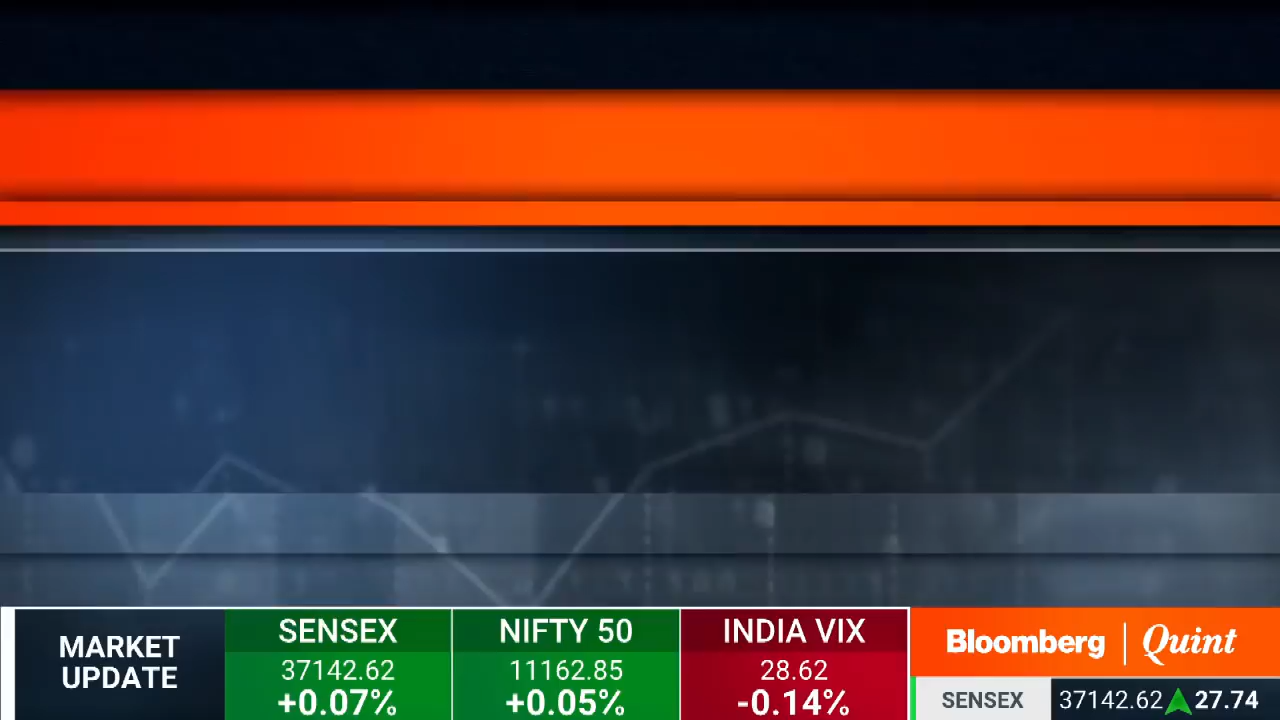 MARKET
UPDATE
SENSEX
37142.62
+0.07%
NIFTY 50
11162.85
+0.05%
INDIA VIX
28.62
-0.14%
Bloomberg | Quint
SENSEX 37142.62 27.74